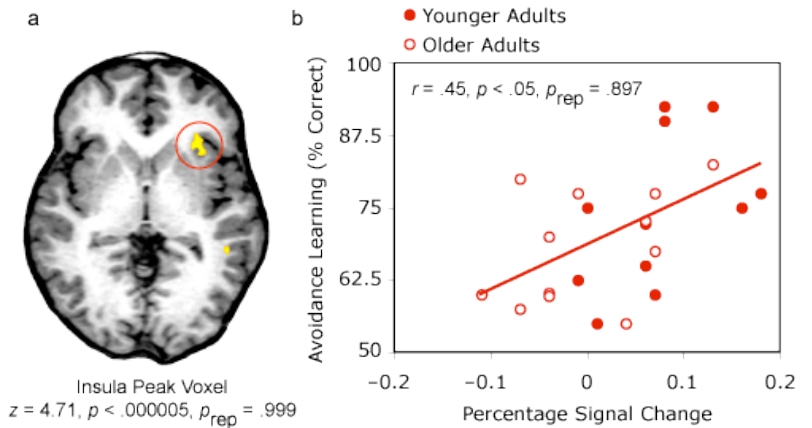 a
Insula Peak Voxel
z = 4.71, p < .000005, prep = .999
b
Younger Adults
Older Adults
r = .45, p < .05, prep = .897
Avoidance Learning (% Correct)
100
87.5
75
62.5
50
−0.2
-0.1
0
0.1
0.2
Percentage Signal Change